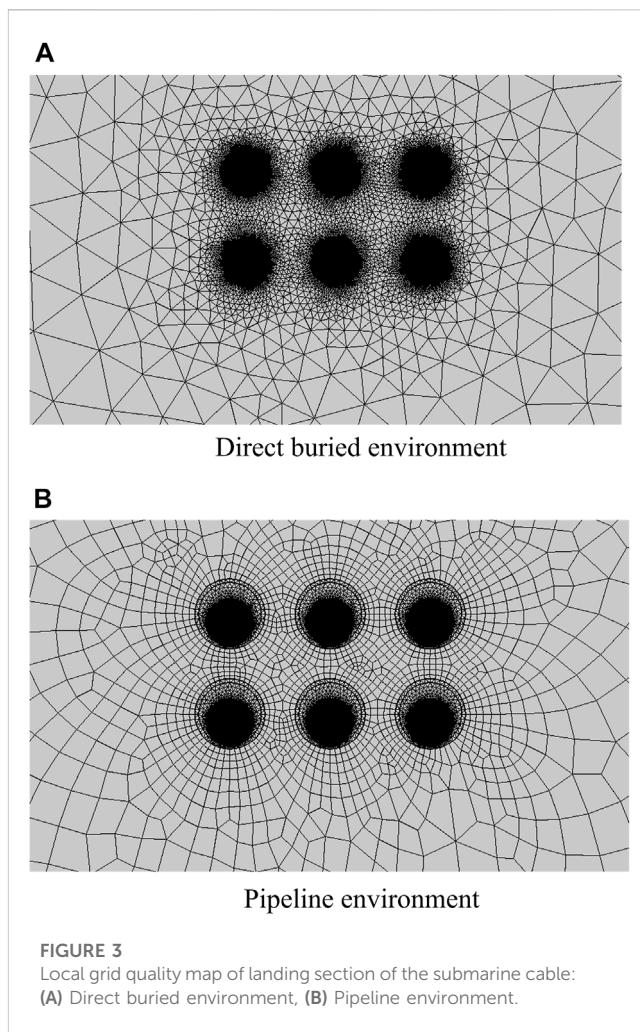 A
Direct buried environment
B
Pipeline environment
FIGURE 3
Local grid quality map of landing section of the submarine cable:
(A) Direct buried environment, (B) Pipeline environment.